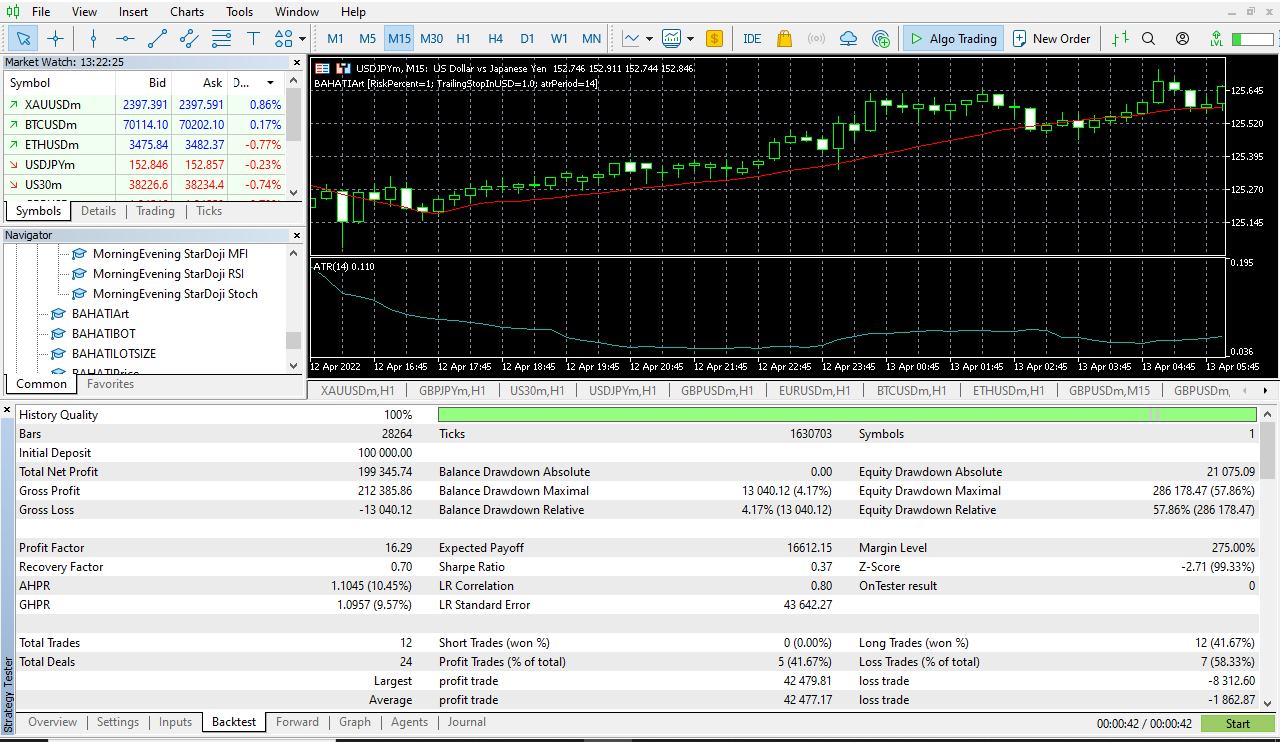 File View Insert Charts Tools Window Help
M1 M5 M15 M30 H1 H4 D1 W1 MN $ IDE Algo Trading New Order LVL
Market Watch: 13:22:25
Symbol Bid Ask D...
XAUUSDm 2397.391 2397.591 0.86%
BTCUSDm 70114.10 70202.10 0.17%
ETHUSDm 3475.84 3482.37 -0.77%
USDJPYm 152.846 152.857 -0.23%
US30m 38226.6 38234.4 -0.74%
Symbols Details Trading Ticks
Navigator
MorningEvening StarDoji MFI
MorningEvening StarDoji RSI
MorningEvening StarDoji Stoch
BAHATIArt
BAHATIBOT
BAHATILOTSIZE
BAHATIPrice
Common Favorites
USDJPYm, M15: US Dollar vs Japanese Yen 152.746 152.911 152.744 152.846
BAHATIArt [RiskPercent=1; TrailingStopInUSD=1.0; atrPeriod=14]
125.645
125.520
125.395
125.270
125.145
ATR(14) 0.110
0.195
0.036
12 Apr 2022 12 Apr 16:45 12 Apr 17:45 12 Apr 18:45 12 Apr 19:45 12 Apr 20:45 12 Apr 21:45 12 Apr 22:45 12 Apr 23:45 13 Apr 00:45 13 Apr 01:45 13 Apr 02:45 13 Apr 03:45 13 Apr 04:45 13 Apr 05:45
XAUUSDm,H1 GBPJPYm,H1 US30m,H1 USDJPYm,H1 GBPUSDm,H1 EURUSDm,H1 BTCUSDm,H1 ETHUSDm,H1 GBPUSDm,M15 GBPUSDm,
History Quality 100%
Bars 28264 Ticks 1630703 Symbols 1
Initial Deposit 100 000.00
Total Net Profit 199 345.74 Balance Drawdown Absolute 0.00 Equity Drawdown Absolute 21 075.09
Gross Profit 212 385.86 Balance Drawdown Maximal 13 040.12 (4.17%) Equity Drawdown Maximal 286 178.47 (57.86%)
Gross Loss -13 040.12 Balance Drawdown Relative 4.17% (13 040.12) Equity Drawdown Relative 57.86% (286 178.47)
Profit Factor 16.29 Expected Payoff 16612.15 Margin Level 275.00%
Recovery Factor 0.70 Sharpe Ratio 0.37 Z-Score -2.71 (99.33%)
AHPR 1.1045 (10.45%) LR Correlation 0.80 OnTester result 0
GHPR 1.0957 (9.57%) LR Standard Error 43 642.27
Total Trades 12 Short Trades (won %) 0 (0.00%) Long Trades (won %) 12 (41.67%)
Total Deals 24 Profit Trades (% of total) 5 (41.67%) Loss Trades (% of total) 7 (58.33%)
Largest profit trade 42 479.81 loss trade -8 312.60
Average profit trade 42 477.17 loss trade -1 862.87
Strategy Tester
Overview Settings Inputs Backtest Forward Graph Agents Journal 00:00:42 / 00:00:42 Start